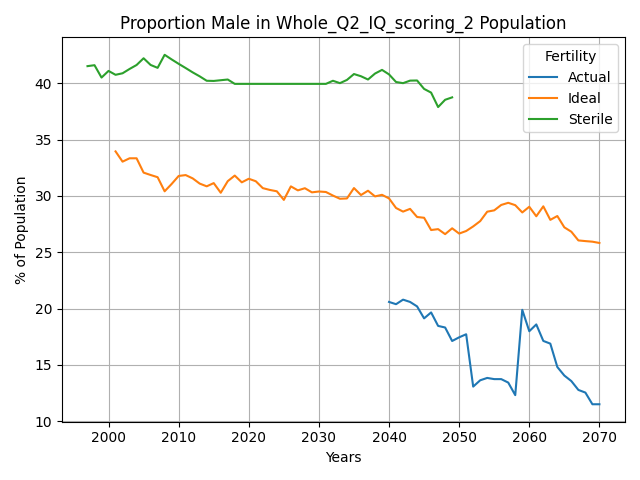 Proportion Male in Whole_Q2_IQ_scoring_2 Population
Fertility
Actual
Ideal
Sterile
% of Population
40
35
30
25
20
15
10
2000 2010 2020 2030 2040 2050 2060 2070
Years